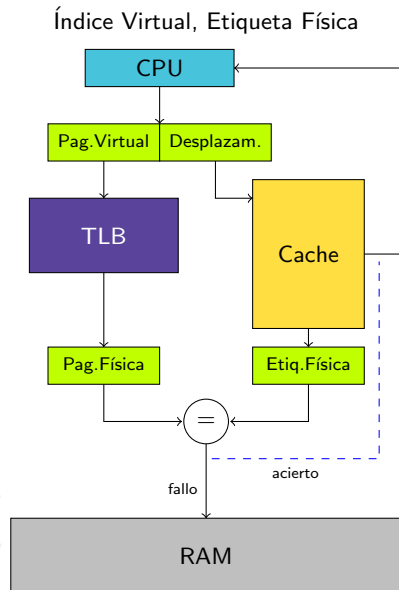 Índice Virtual, Etiqueta Física
CPU
Pag.Virtual Desplazam.
TLB
Cache
Pag.Física Etiq.Física
=
acierto
fallo
RAM